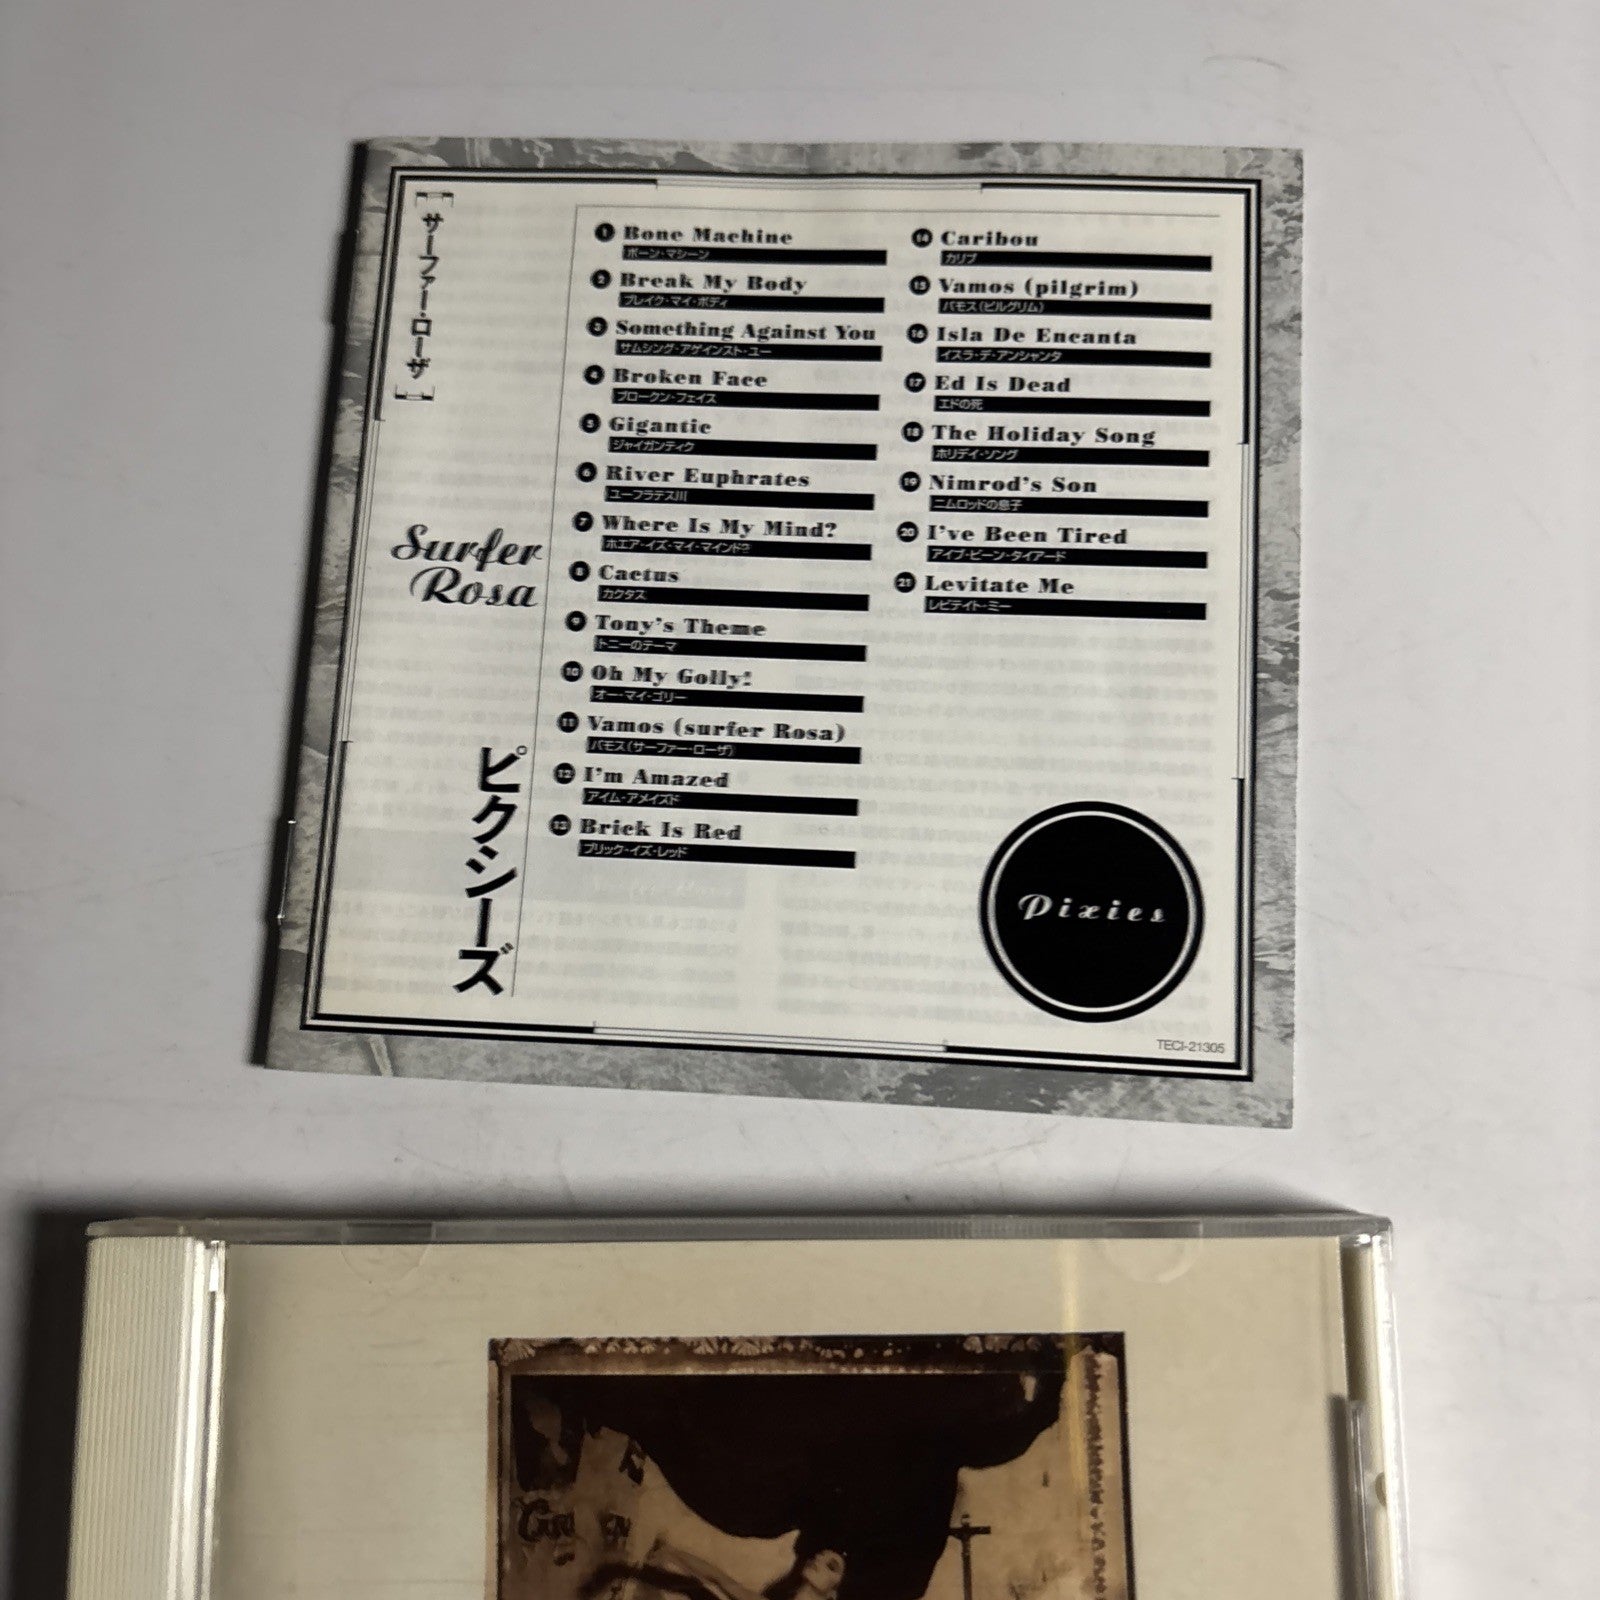 ［サーファー・ローザ］
Surfer
Rosa
ピクシーズ
1 Bone Machine
ボーン・マシーン
2 Break My Body
ブレイク・マイ・ボディ
3 Something Against You
サムシング・アゲインスト・ユー
4 Broken Face
ブロークン・フェイス
5 Gigantic
ジャイガンティク
6 River Euphrates
ユーフラテス川
7 Where Is My Mind?
ホエア・イズ・マイ・マインド?
8 Cactus
カクタス
9 Tony's Theme
トニーのテーマ
10 Oh My Golly!
オー・マイ・ゴリー
11 Vamos (surfer Rosa)
バモス(サーファー・ローザ)
12 I'm Amazed
アイム・アメイズド
13 Brick Is Red
ブリック・イズ・レッド
14 Caribou
カリブ
15 Vamos (pilgrim)
バモス(ピルグリム)
16 Isla De Encanta
イスラ・デ・アンシャンタ
17 Ed Is Dead
エドの死
18 The Holiday Song
ホリデイ・ソング
19 Nimrod's Son
ニムロッドの息子
20 I've Been Tired
アイブ・ビーン・タイアード
21 Levitate Me
レビテイト・ミー
Pixies
TECI-21305